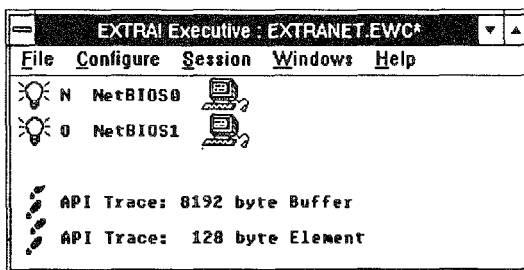 EXTRA! Executive : EXTRANET.EWC*
File Configure Session Windows Help
N NetBIOS0
O NetBIOS1
API Trace: 8192 byte Buffer
API Trace: 128 byte Element